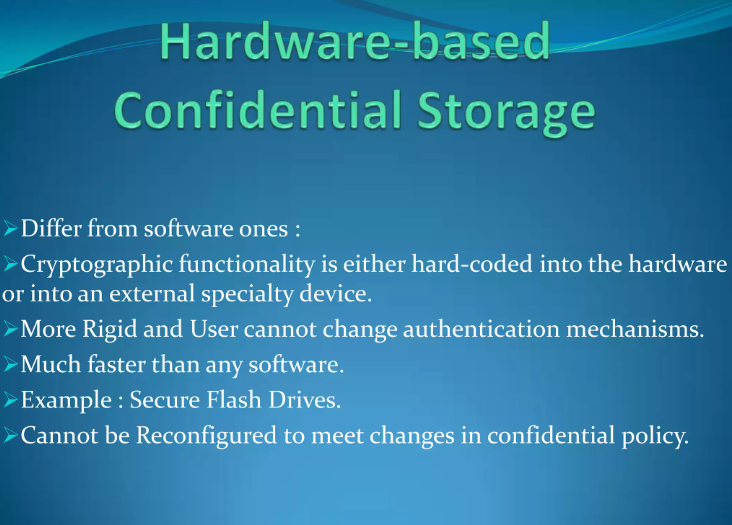 Hardware-based
Confidential Storage
➢Differ from software ones :
➢Cryptographic functionality is either hard-coded into the hardware
or into an external specialty device.
➢More Rigid and User cannot change authentication mechanisms.
➢Much faster than any software.
➢Example : Secure Flash Drives.
➢Cannot be Reconfigured to meet changes in confidential policy.